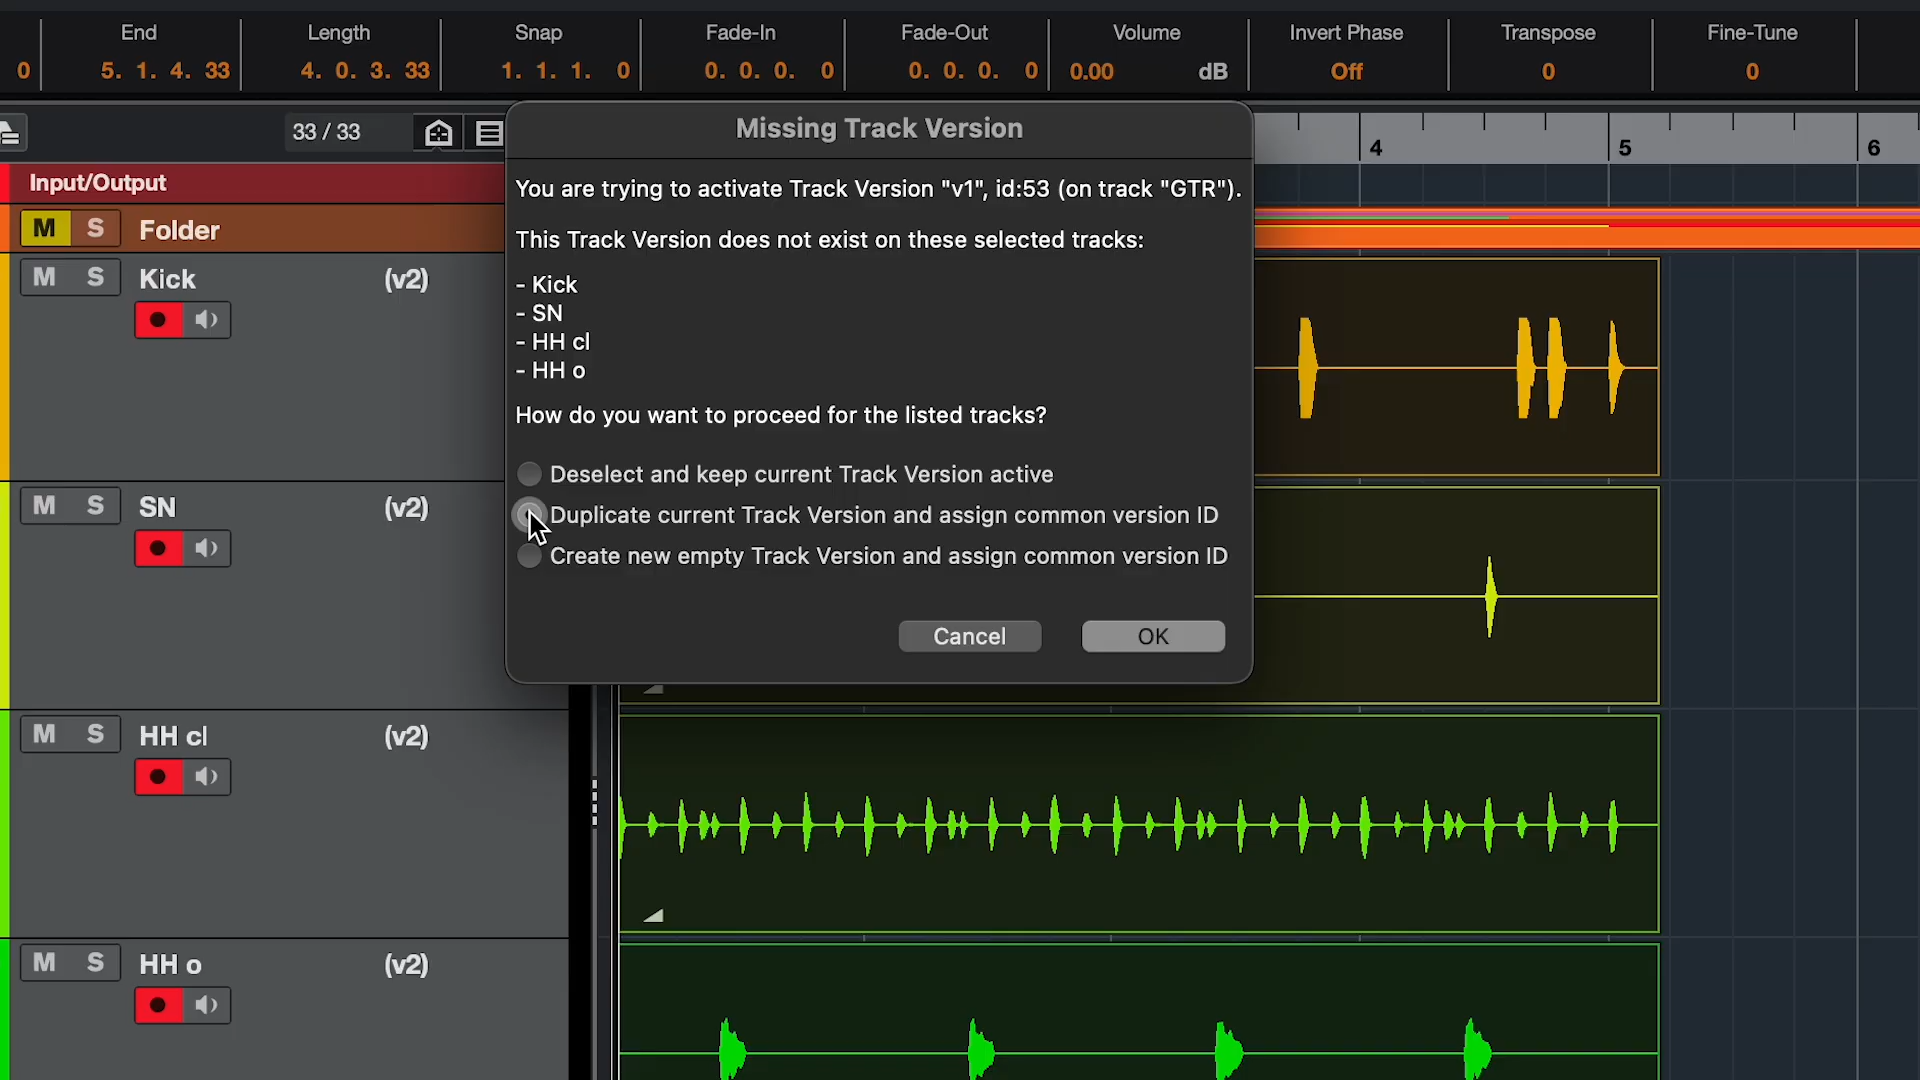 End Length Snap Fade-In Fade-Out Volume Invert Phase Transpose Fine-Tune
0 5. 1. 4. 33 4. 0. 3. 33 1. 1. 1. 0 0. 0. 0. 0 0. 0. 0. 0 0.00 dB Off 0 0
33 / 33
4 5 6
Missing Track Version
You are trying to activate Track Version "v1", id:53 (on track "GTR").
This Track Version does not exist on these selected tracks:
- Kick
- SN
- HH cl
- HH o
How do you want to proceed for the listed tracks?
Deselect and keep current Track Version active
Duplicate current Track Version and assign common version ID
Create new empty Track Version and assign common version ID
Cancel OK
Input/Output
M S Folder
M S Kick (v2)
M S SN (v2)
M S HH cl (v2)
M S HH o (v2)